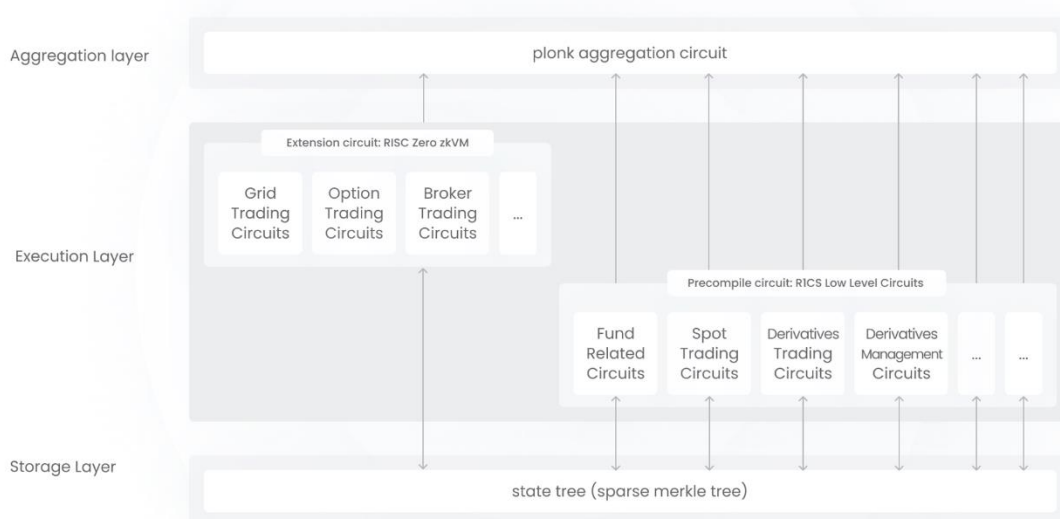 Aggregation layer
plonk aggregation circuit
Extension circuit: RISC Zero zkVM
Grid
Trading
Circuits
Option
Trading
Circuits
Broker
Trading
Circuits
...
Execution Layer
Precompile circuit: R1CS Low Level Circuits
Fund
Related
Circuits
Spot
Trading
Circuits
Derivatives
Trading
Circuits
Derivatives
Management
Circuits
...
...
Storage Layer
state tree (sparse merkle tree)